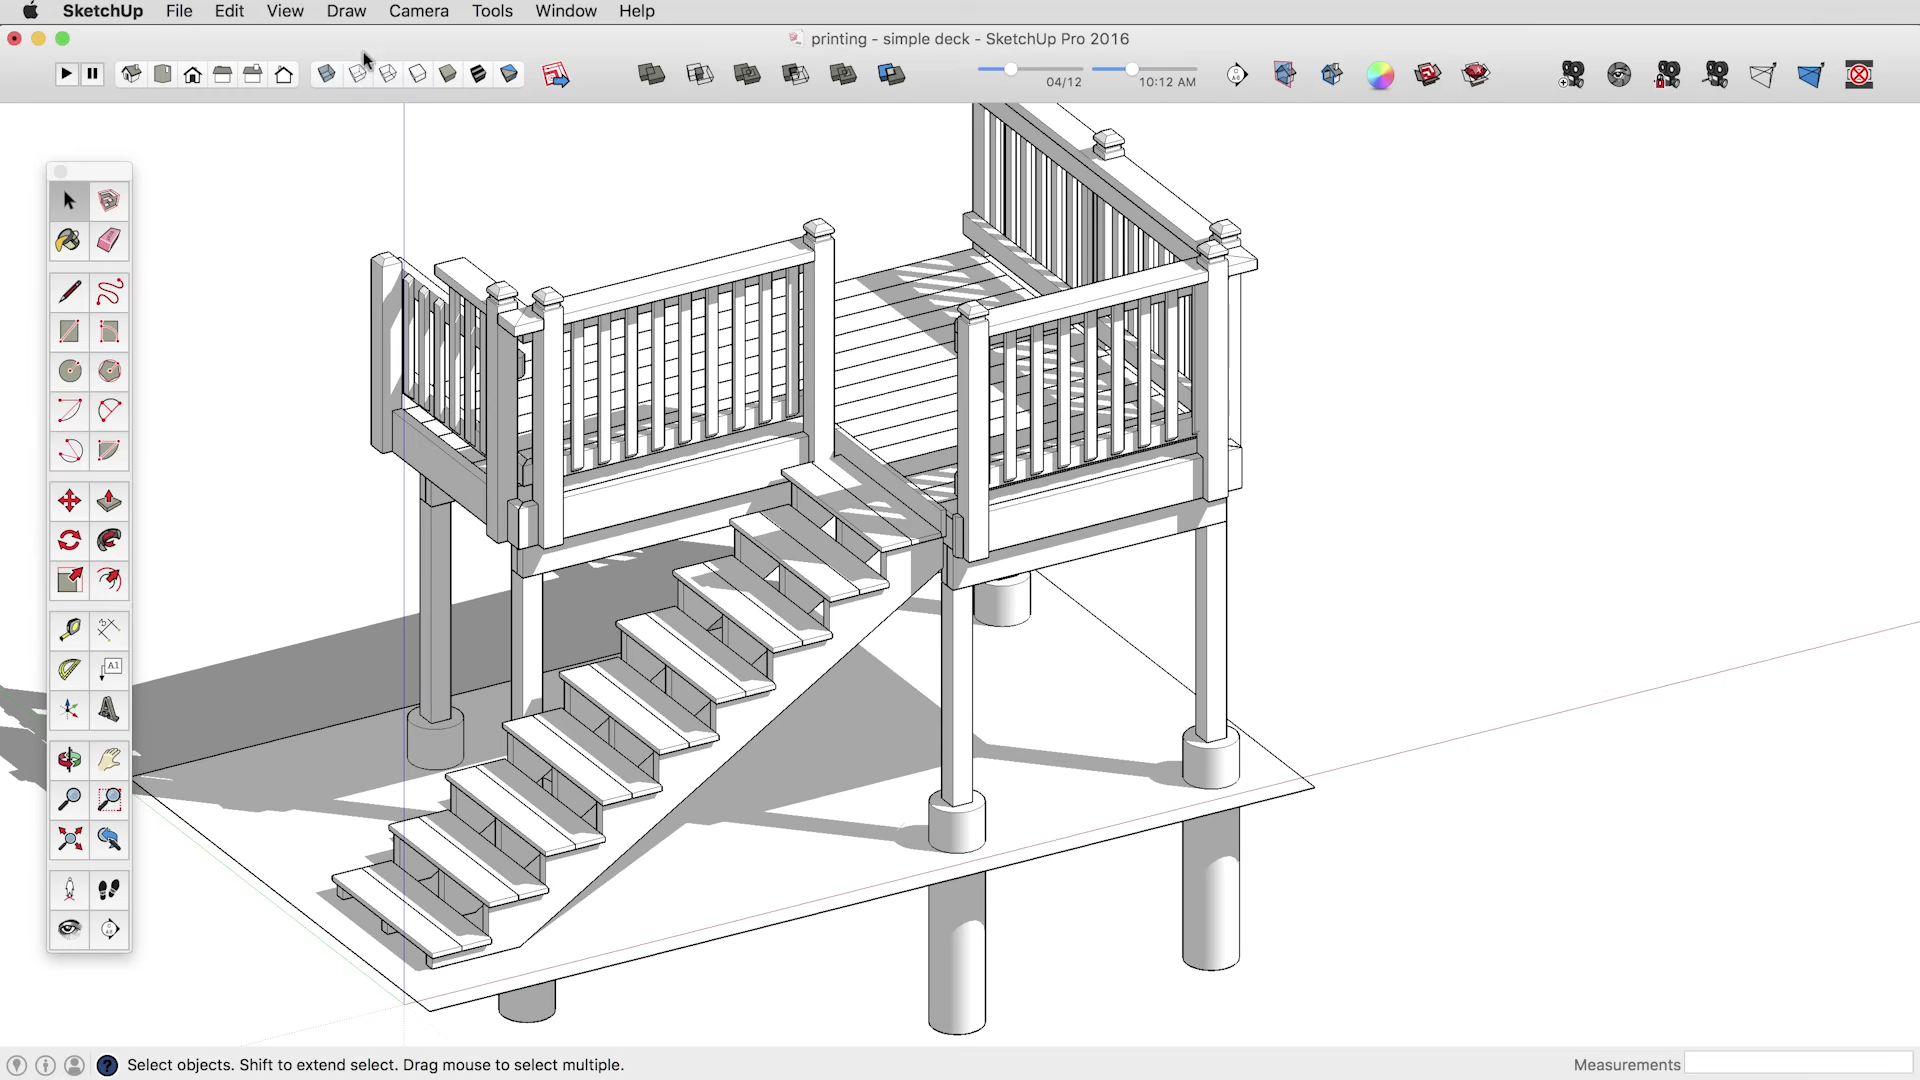 SketchUp File Edit View Draw Camera Tools Window Help
printing - simple deck - SketchUp Pro 2016
04/12 10:12 AM
A1
Select objects. Shift to extend select. Drag mouse to select multiple.
Measurements